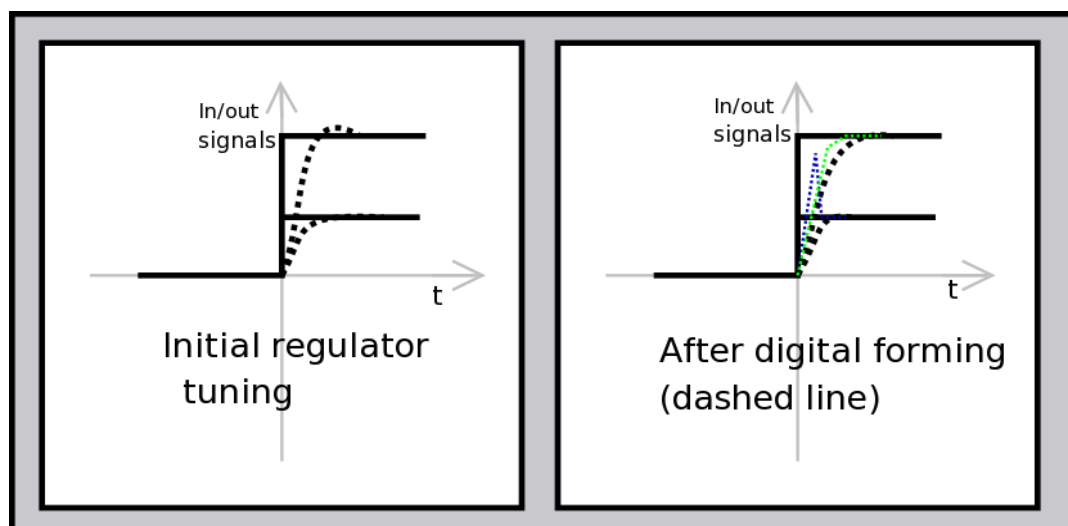 In/out
signals
t
Initial regulator
tuning
In/out
signals
t
After digital forming
(dashed line)